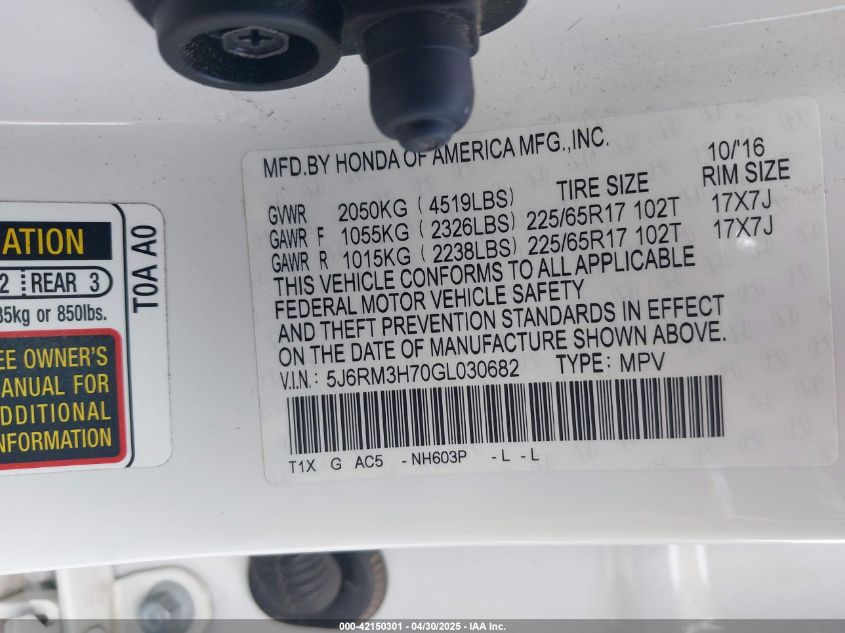 MFD.BY HONDA OF AMERICA MFG.,INC. 10/'16
TIRE SIZE RIM SIZE
GVWR 2050KG (4519LBS)
GAWR F 1055KG (2326LBS) 225/65R17 102T 17X7J
GAWR R 1015KG (2238LBS) 225/65R17 102T 17X7J
THIS VEHICLE CONFORMS TO ALL APPLICABLE
FEDERAL MOTOR VEHICLE SAFETY
AND THEFT PREVENTION STANDARDS IN EFFECT
ON THE DATE OF MANUFACTURE SHOWN ABOVE.
V.I.N.: 5J6RM3H70GL030682 TYPE: MPV
T1X G AC5 -NH603P -L -L
ATION
2 REAR 3
35kg or 850lbs.
EE OWNER'S
ANUAL FOR
DDITIONAL
NFORMATION
T0A A0
000-42150301 - 04/30/2025 - IAA Inc.